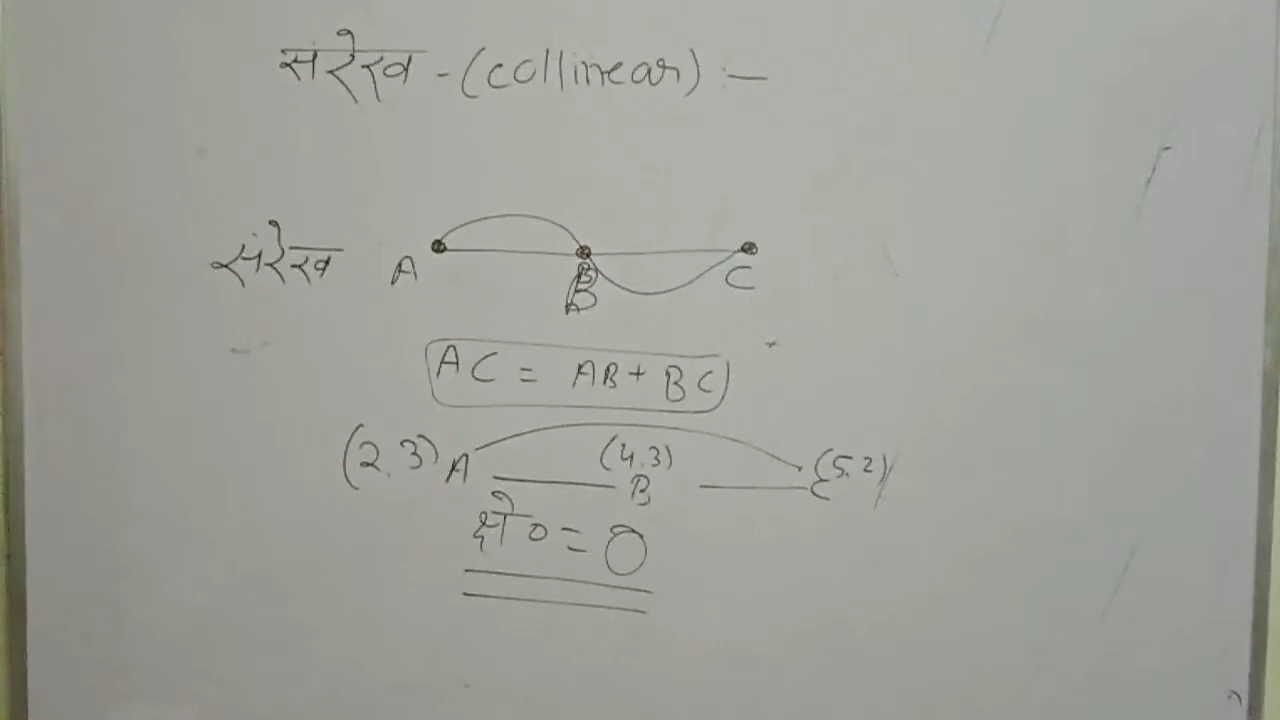 संरेख - (collinear) :-
संरेख A B C
AC = AB + BC
(2.3) A (4.3) B C (5.2)
क्षे० = 0